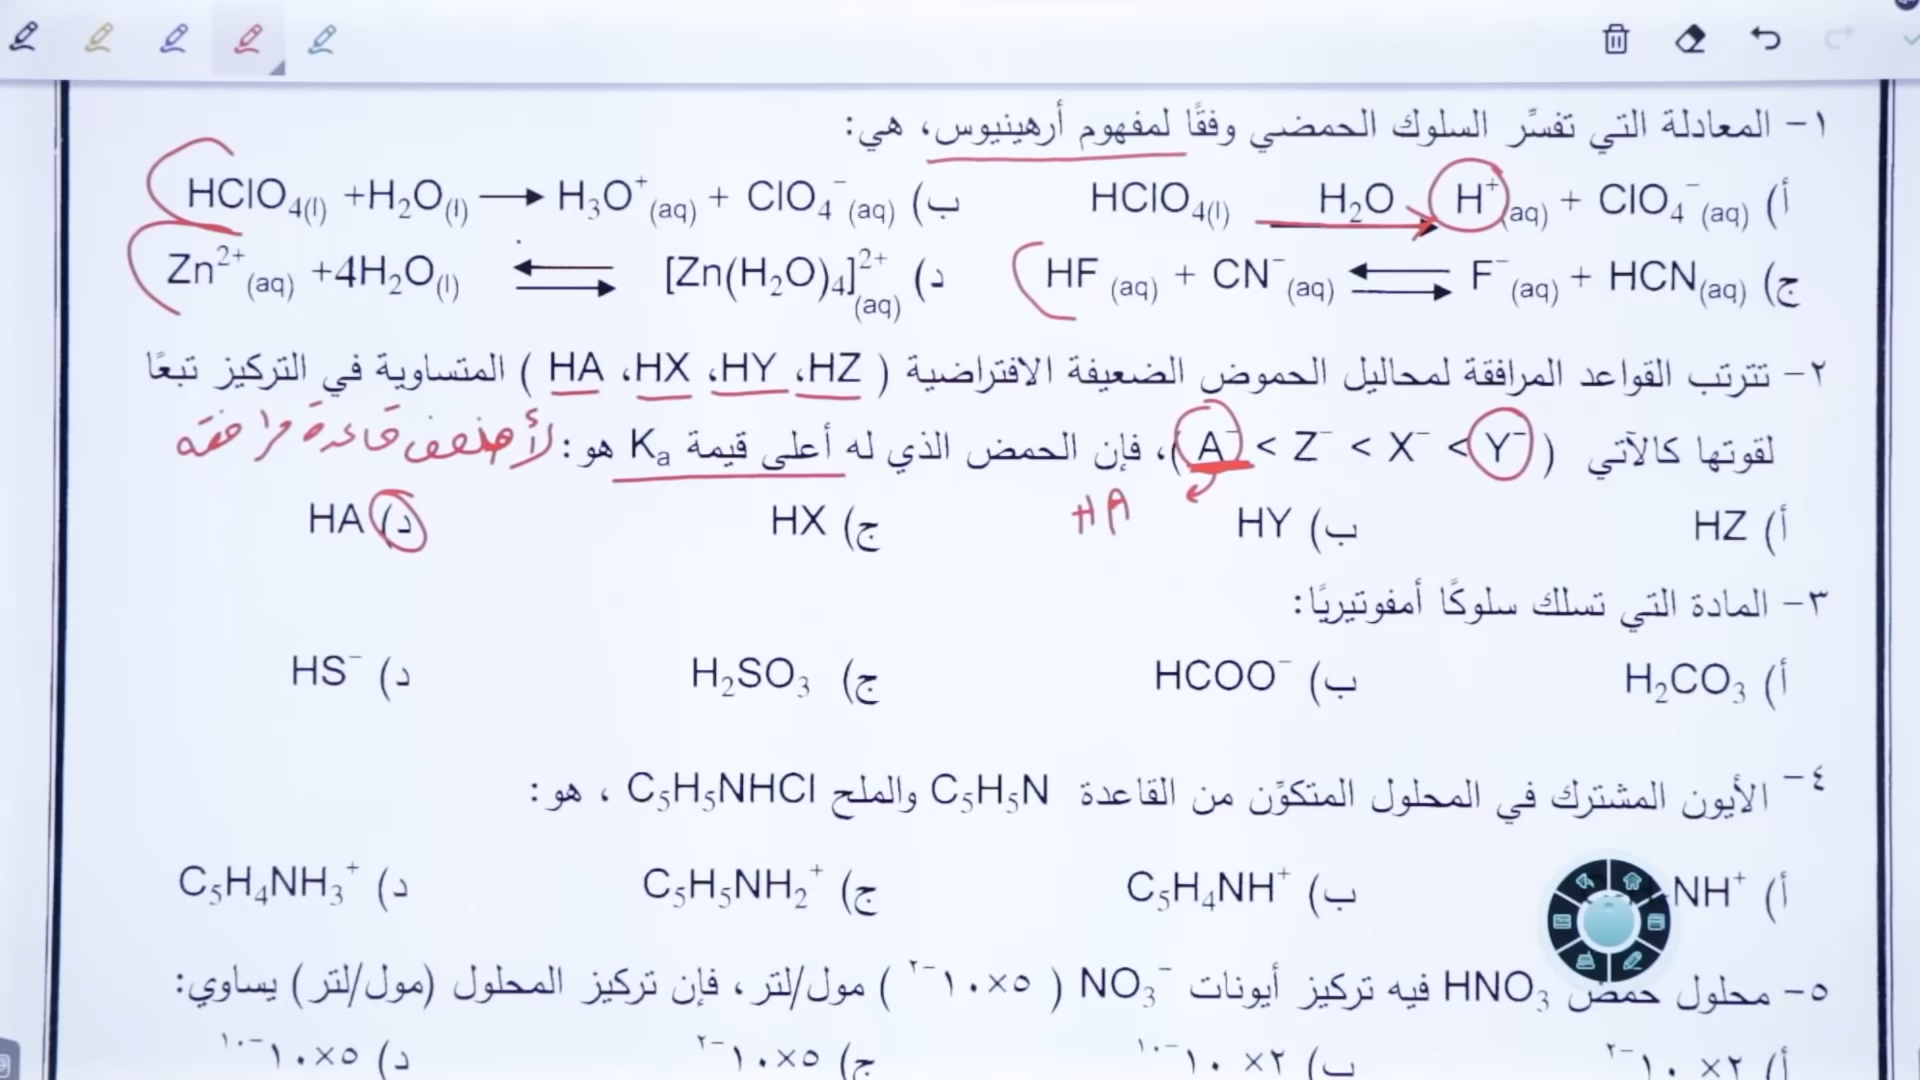 ١- المعادلة التي تفسِّر السلوك الحمضي وفقًا لمفهوم أرهينيوس، هي:
أ) HClO₄(l) H₂O H⁺(aq) + ClO₄⁻(aq) ب) HClO₄(l) + H₂O(l) ⟶ H₃O⁺(aq) + ClO₄⁻(aq)
ج) HF (aq) + CN⁻(aq) ⇌ F⁻(aq) + HCN(aq) د) Zn²⁺(aq) + 4H₂O(l) ⇌ [Zn(H₂O)₄]²⁺(aq)
٢- تترتب القواعد المرافقة لمحاليل الحموض الضعيفة الافتراضية ( HA ،HX ،HY ،HZ ) المتساوية في التركيز تبعًا
لقوتها كالآتي ( A⁻ < Z⁻ < X⁻ < Y⁻ )، فإن الحمض الذي له أعلى قيمة Kₐ هو: لأضعف قاعدة مرافقة
HA
أ) HZ ب) HY ج) HX د) HA
٣- المادة التي تسلك سلوكًا أمفوتيريًا:
أ) H₂CO₃ ب) HCOO⁻ ج) H₂SO₃ د) HS⁻
٤- الأيون المشترك في المحلول المتكوِّن من القاعدة C₅H₅N والملح C₅H₅NHCl ، هو:
أ) NH⁺ ب) C₅H₄NH⁺ ج) C₅H₅NH₂⁺ د) C₅H₄NH₃⁺
٥- محلول حمض HNO₃ فيه تركيز أيونات NO₃⁻ ( ٥×١٠⁻² ) مول/لتر، فإن تركيز المحلول (مول/لتر) يساوي:
أ) ٢×١٠⁻² ب) ٢×١٠⁻¹⁰ ج) ٥×١٠⁻² د) ٥×١٠⁻¹⁰